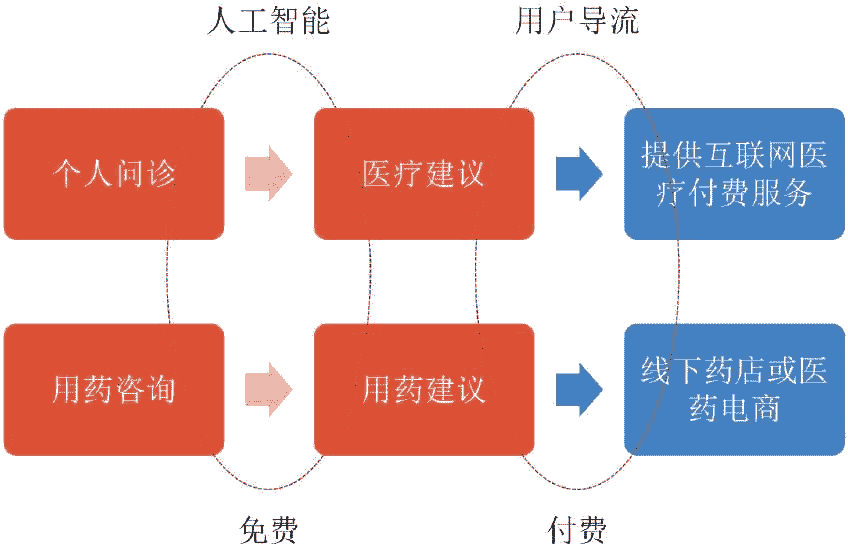 人工智能
用户导流
个人问诊
医疗建议
提供互联网医
疗付费服务
用药咨询
用药建议
线下药店或医
药电商
免费
付费